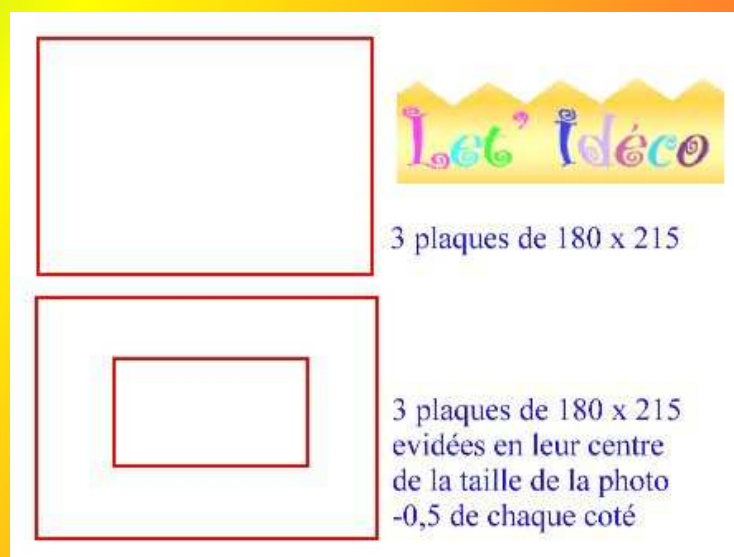 Let' Idéco
3 plaques de 180 x 215
3 plaques de 180 x 215
evidées en leur centre
de la taille de la photo
-0,5 de chaque coté